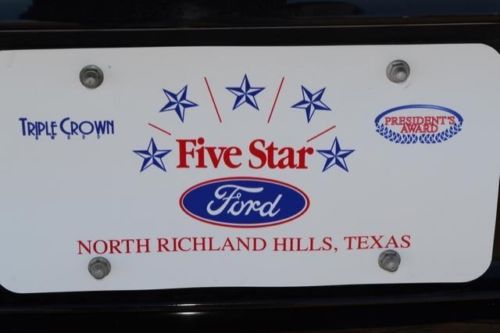 TRIPLE CROWN
PRESIDENT'S
AWARD
Five Star
Ford
NORTH RICHLAND HILLS, TEXAS